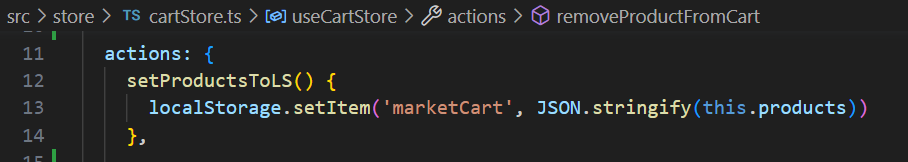 src > store > TS cartStore.ts > useCartStore > actions > removeProductFromCart
10
11 actions: {
12 setProductsToLS() {
13 localStorage.setItem('marketCart', JSON.stringify(this.products))
14 },
15